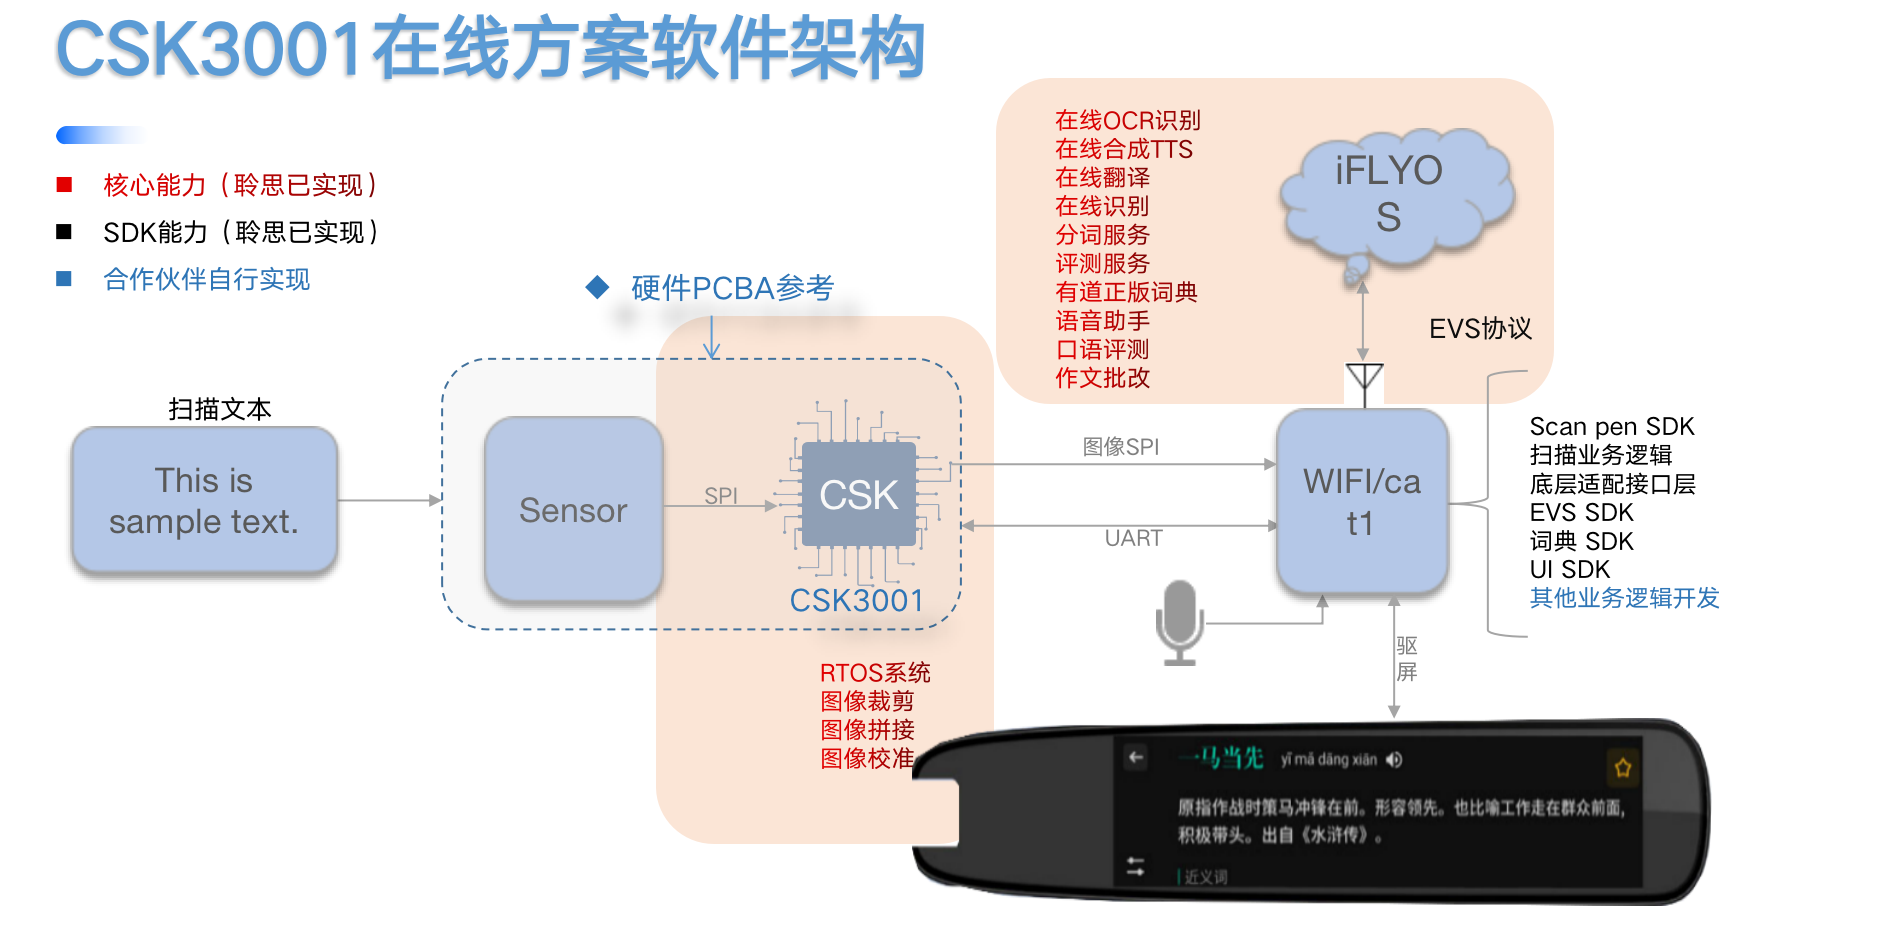 CSK3001在线方案软件架构
核心能力（聆思已实现）
SDK能力（聆思已实现）
合作伙伴自行实现
硬件PCBA参考
扫描文本
This is
sample text.
Sensor
SPI
CSK
CSK3001
RTOS系统
图像裁剪
图像拼接
图像校准
在线OCR识别
在线合成TTS
在线翻译
在线识别
分词服务
评测服务
有道正版词典
语音助手
口语评测
作文批改
iFLYO
S
EVS协议
图像SPI
UART
WIFI/ca
t1
驱
屏
Scan pen SDK
扫描业务逻辑
底层适配接口层
EVS SDK
词典 SDK
UI SDK
其他业务逻辑开发
一马当先 yī mǎ dāng xiān
原指作战时策马冲锋在前。形容领先。也比喻工作走在群众前面,
积极带头。出自《水浒传》。
近义词